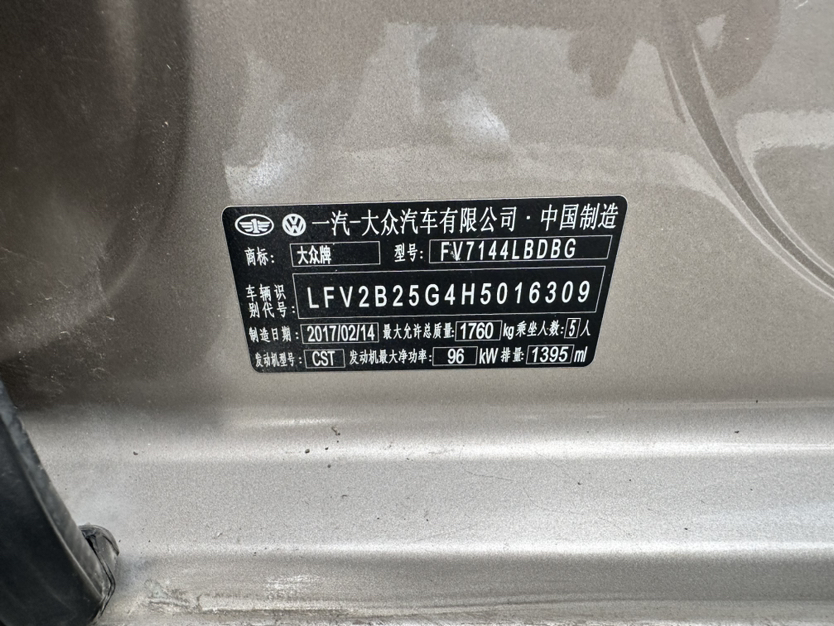 一汽-大众汽车有限公司·中国制造
商标: 大众牌 型号: FV7144LBDBG
车辆识别代号: LFV2B25G4H5016309
制造日期: 2017/02/14 最大允许总质量: 1760 kg 乘坐人数: 5 人
发动机型号: CST 发动机最大净功率: 96 kW 排量: 1395 ml